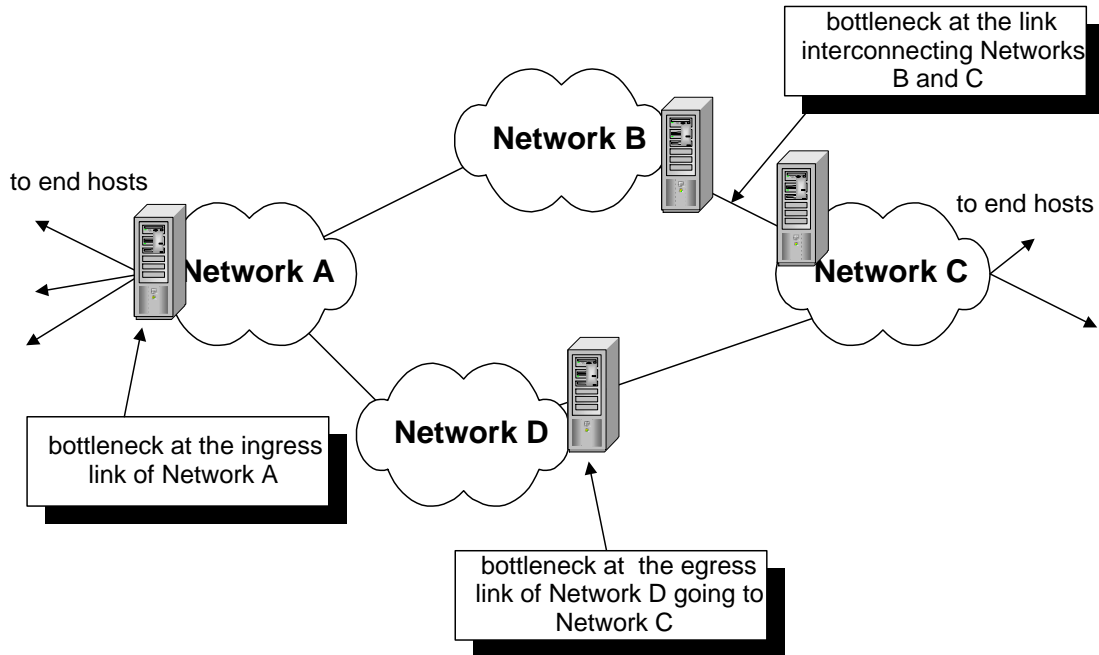 bottleneck at the link
interconnecting Networks
B and C
Network B
to end hosts
to end hosts
Network A
Network C
Network D
bottleneck at the ingress
link of Network A
bottleneck at the egress
link of Network D going to
Network C